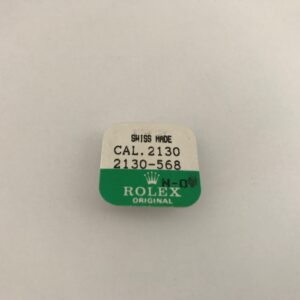 SWISS MADE
CAL.2130
2130-568
ROLEX
ORIGINAL